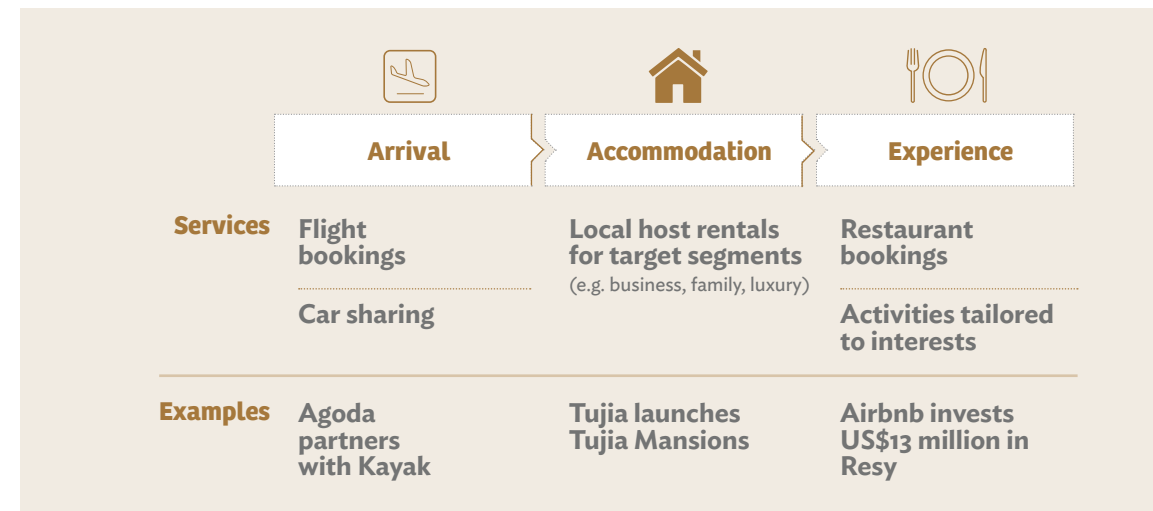 Arrival
Accommodation
Experience
Services
Flight
bookings
Car sharing
Local host rentals
for target segments
(e.g. business, family, luxury)
Restaurant
bookings
Activities tailored
to interests
Examples
Agoda
partners
with Kayak
Tujia launches
Tujia Mansions
Airbnb invests
US$13 million in
Resy